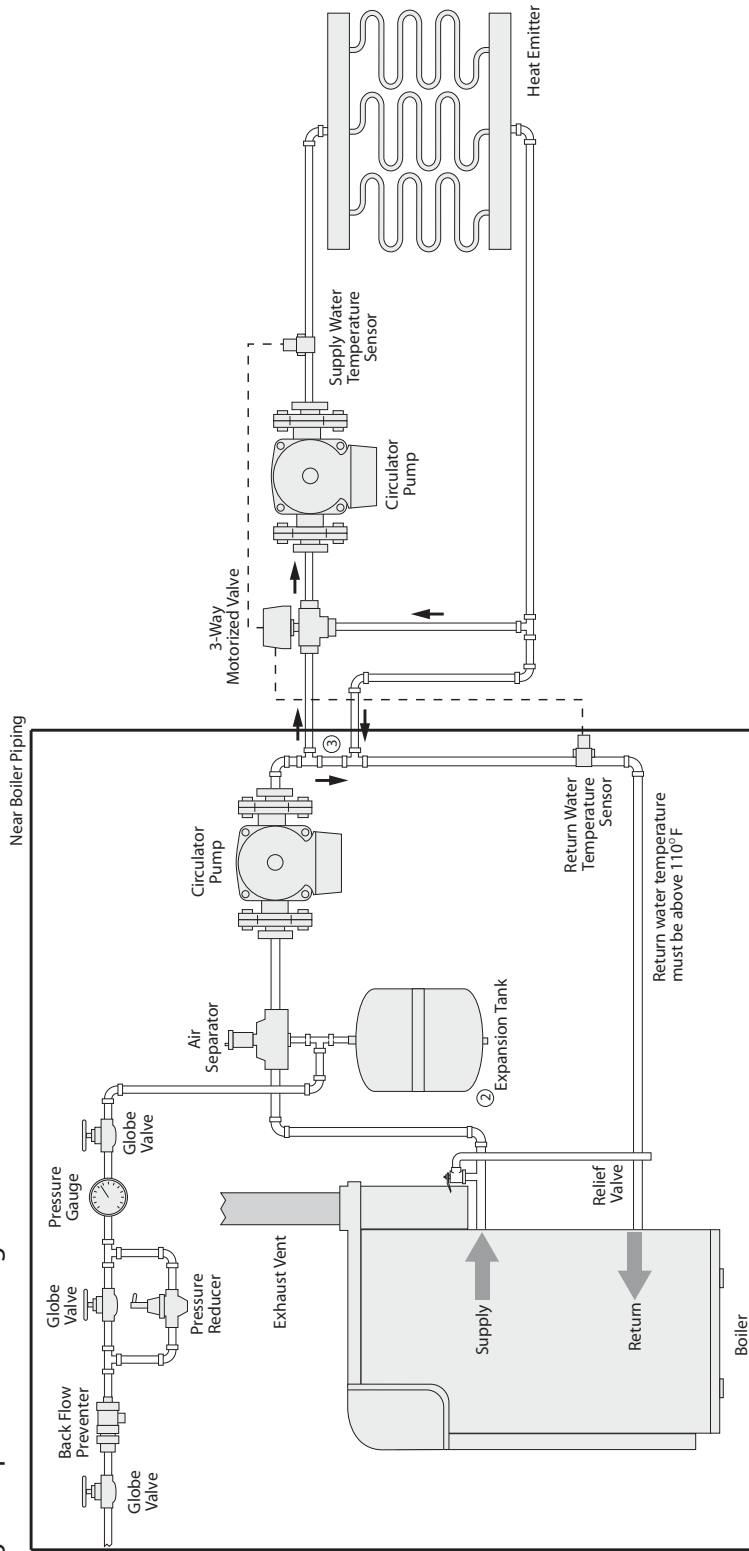 Near Boiler Piping
Globe
Valve
Back Flow
Preventer
Globe
Valve
Pressure
Reducer
Pressure
Gauge
Globe
Valve
Air
Separator
Circulator
Pump
3-Way
Motorized Valve
Circulator
Pump
Supply Water
Temperature
Sensor
Heat Emitter
Exhaust Vent
②
Expansion Tank
③
Supply
Relief
Valve
Return
Return Water
Temperature
Sensor
Return water temperature
must be above 110°F
Boiler